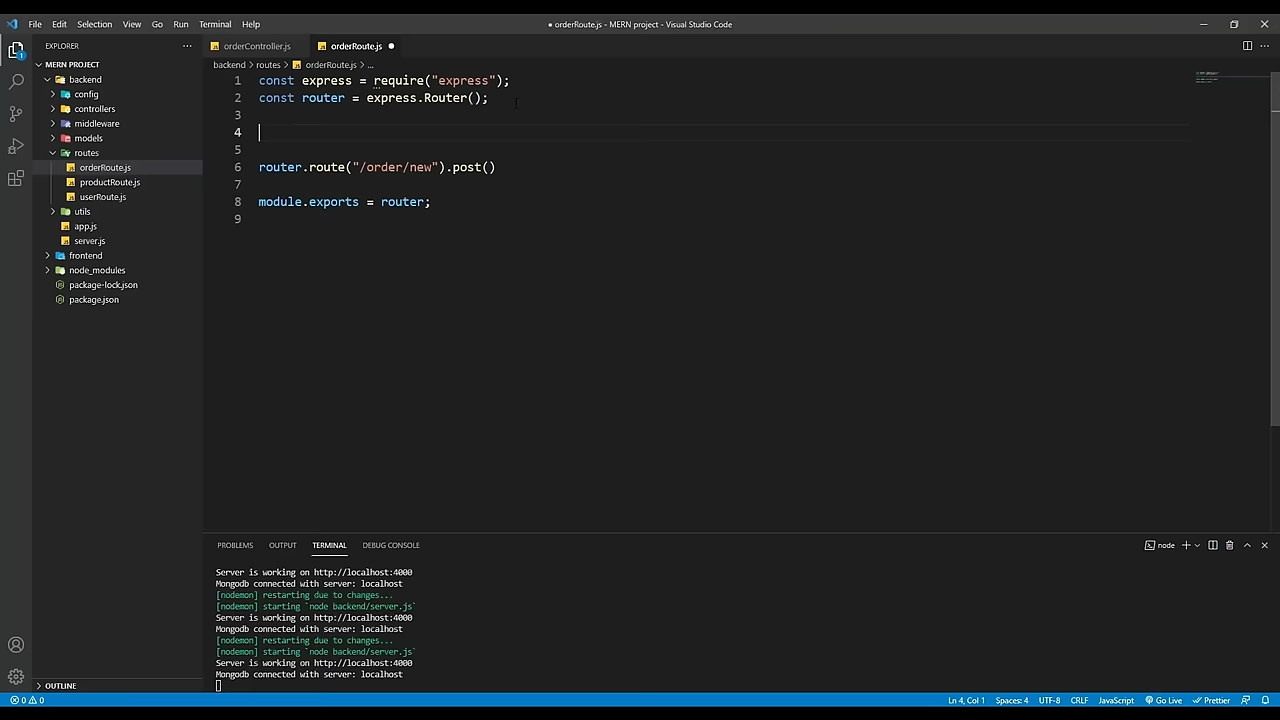 File Edit Selection View Go Run Terminal Help
● orderRoute.js - MERN project - Visual Studio Code
EXPLORER
orderController.js
orderRoute.js
MERN PROJECT
backend > routes > orderRoute.js > ...
backend
config
controllers
middleware
models
routes
orderRoute.js
productRoute.js
userRoute.js
utils
app.js
server.js
frontend
node_modules
package-lock.json
package.json
OUTLINE
1 const express = require("express");
2 const router = express.Router();
3
4
5
6 router.route("/order/new").post()
7
8 module.exports = router;
9
PROBLEMS OUTPUT TERMINAL DEBUG CONSOLE
node
Server is working on http://localhost:4000
Mongodb connected with server: localhost
[nodemon] restarting due to changes...
[nodemon] starting `node backend/server.js`
Server is working on http://localhost:4000
Mongodb connected with server: localhost
[nodemon] restarting due to changes...
[nodemon] starting `node backend/server.js`
Server is working on http://localhost:4000
Mongodb connected with server: localhost
0 0 Ln 4, Col 1 Spaces: 4 UTF-8 CRLF JavaScript Go Live Prettier